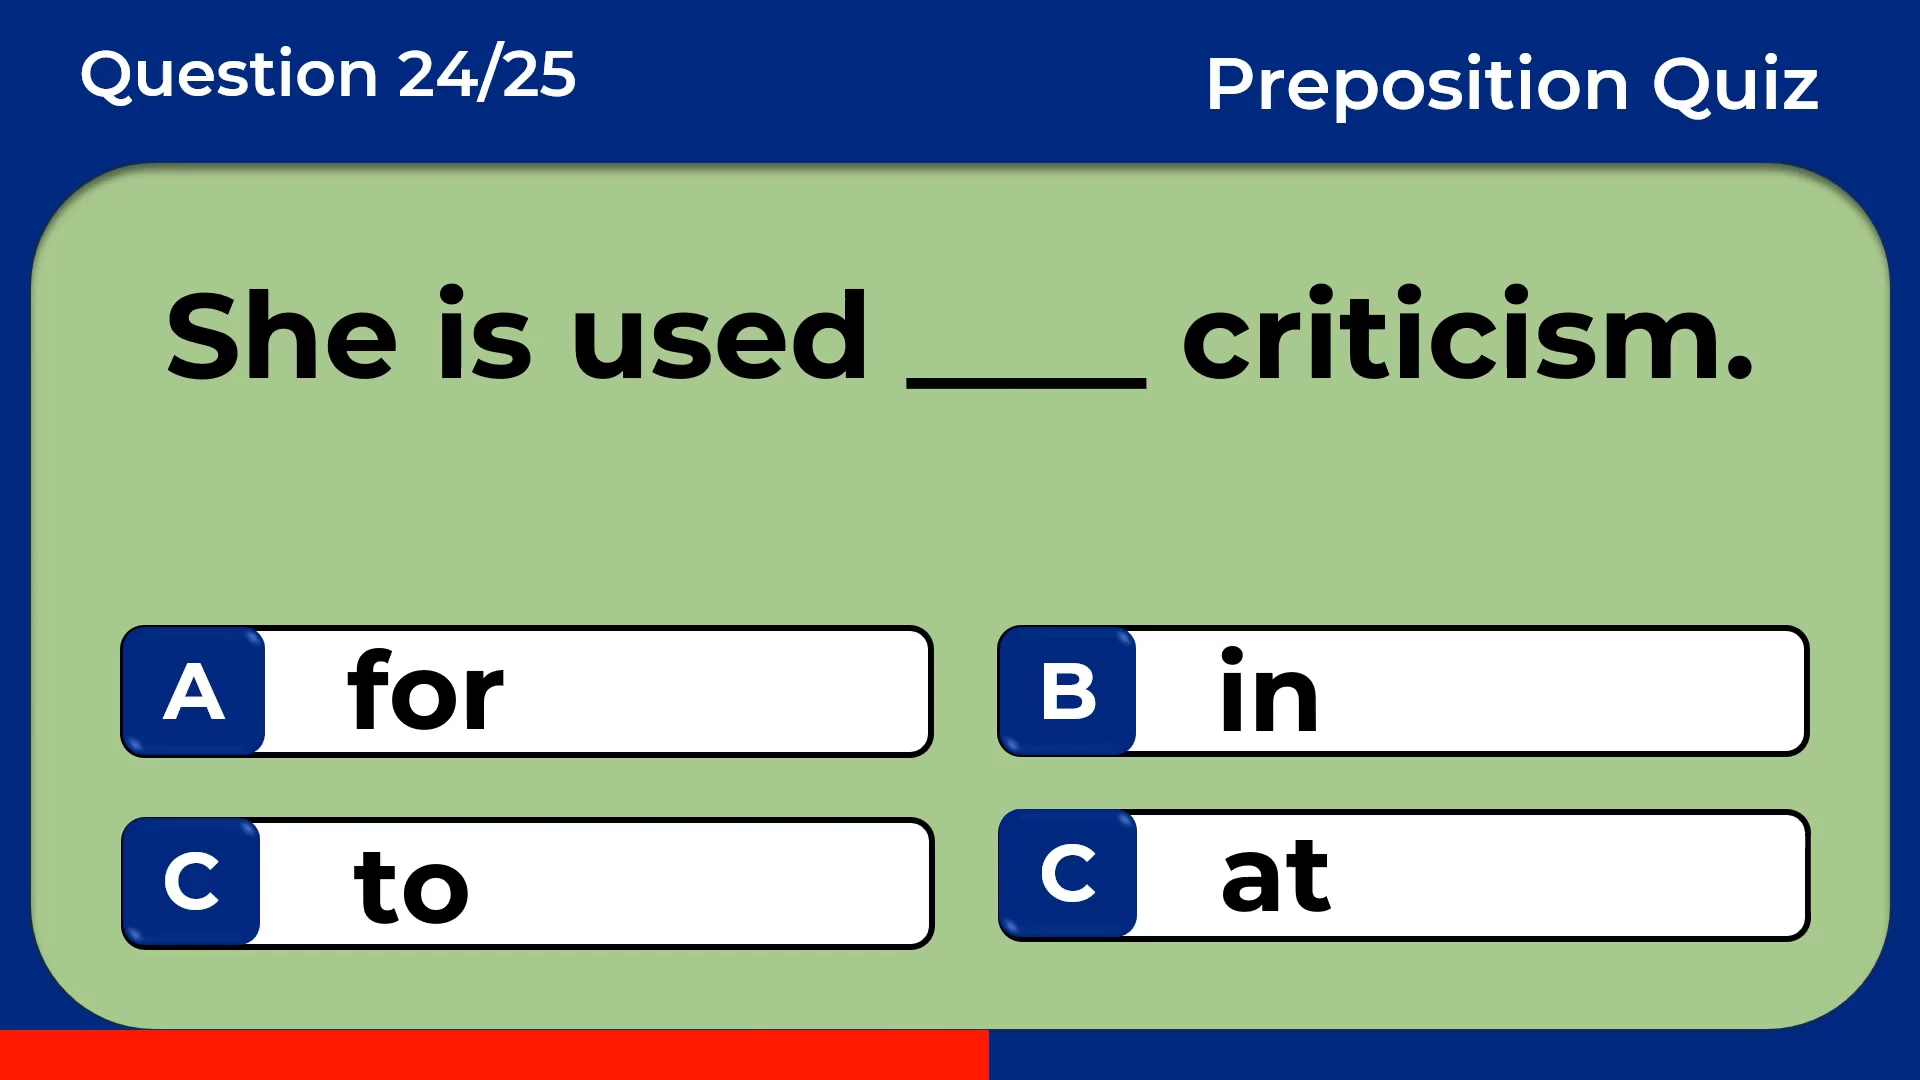 Question 24/25
Preposition Quiz
She is used ____ criticism.
A for
B in
C to
C at